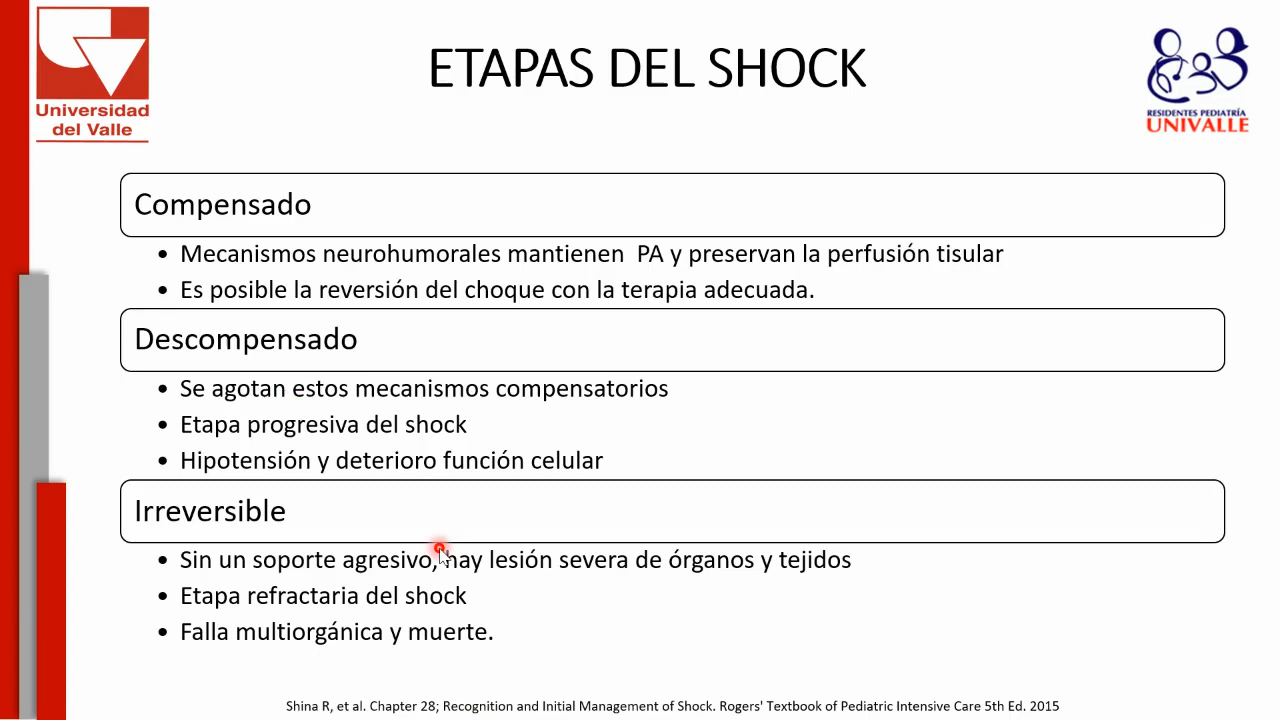 Universidad
del Valle
ETAPAS DEL SHOCK
RESIDENTES PEDIATRÍA
UNIVALLE
Compensado
• Mecanismos neurohumorales mantienen  PA y preservan la perfusión tisular
• Es posible la reversión del choque con la terapia adecuada.
Descompensado
• Se agotan estos mecanismos compensatorios
• Etapa progresiva del shock
• Hipotensión y deterioro función celular
Irreversible
• Sin un soporte agresivo, hay lesión severa de órganos y tejidos
• Etapa refractaria del shock
• Falla multiorgánica y muerte.
Shina R, et al. Chapter 28; Recognition and Initial Management of Shock. Rogers' Textbook of Pediatric Intensive Care 5th Ed. 2015